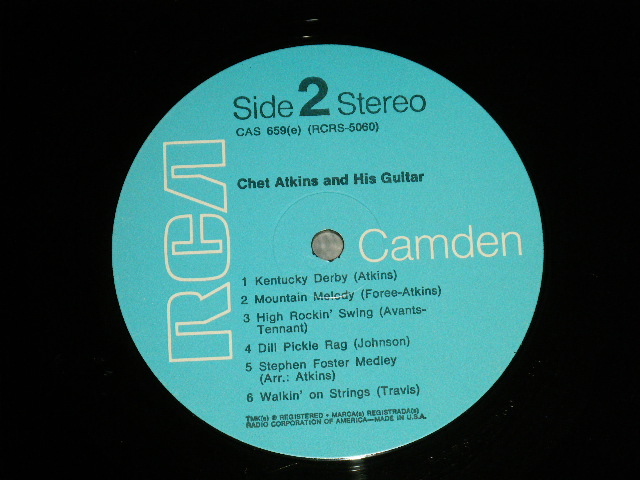 Side 2 Stereo
CAS 659(e) (RCRS-5060)
Chet Atkins and His Guitar
RCA
Camden
1 Kentucky Derby (Atkins)
2 Mountain Melody (Foree-Atkins)
3 High Rockin' Swing (Avants-
Tennant)
4 Dill Pickle Rag (Johnson)
5 Stephen Foster Medley
(Arr.: Atkins)
6 Walkin' on Strings (Travis)
TMK(s) ® REGISTERED • MARCA(s) REGISTRADA(s)
RADIO CORPORATION OF AMERICA—MADE IN U.S.A.